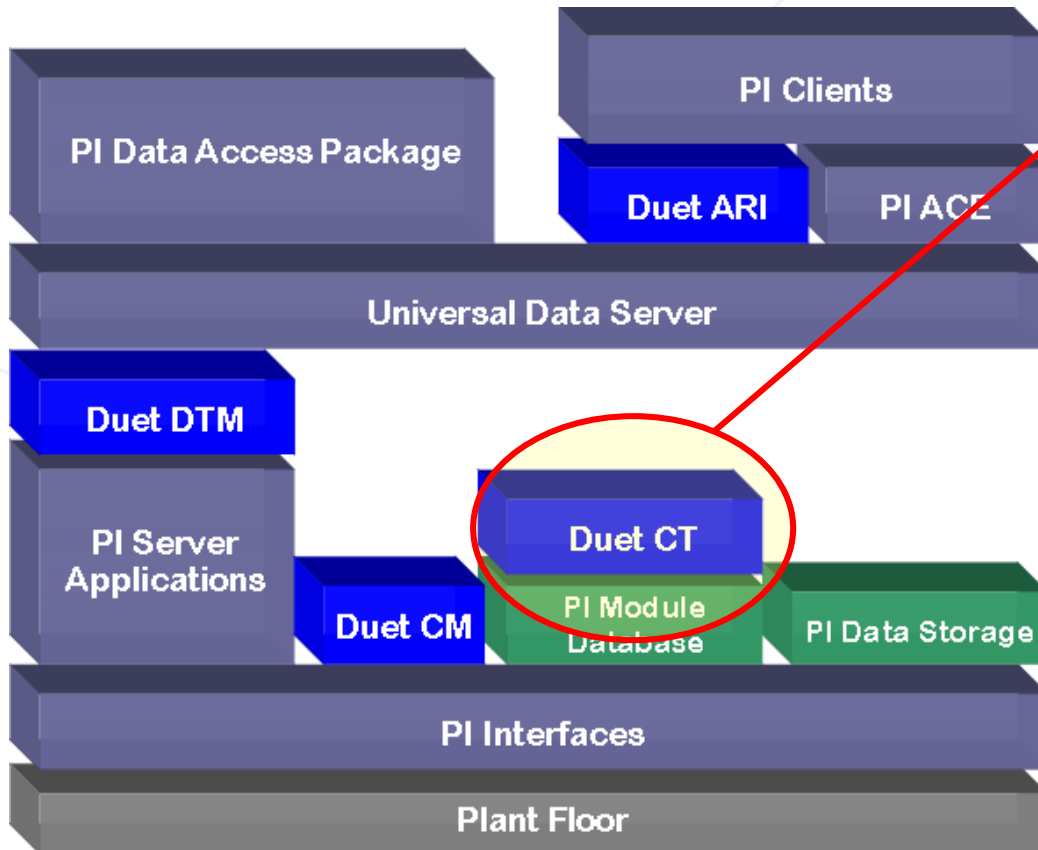 PI Clients
PI Data Access Package
Duet ARI
PI ACE
Universal Data Server
Duet DTM
PI Server
Applications
Duet CT
Duet CM
PI Module
Database
PI Data Storage
PI Interfaces
Plant Floor